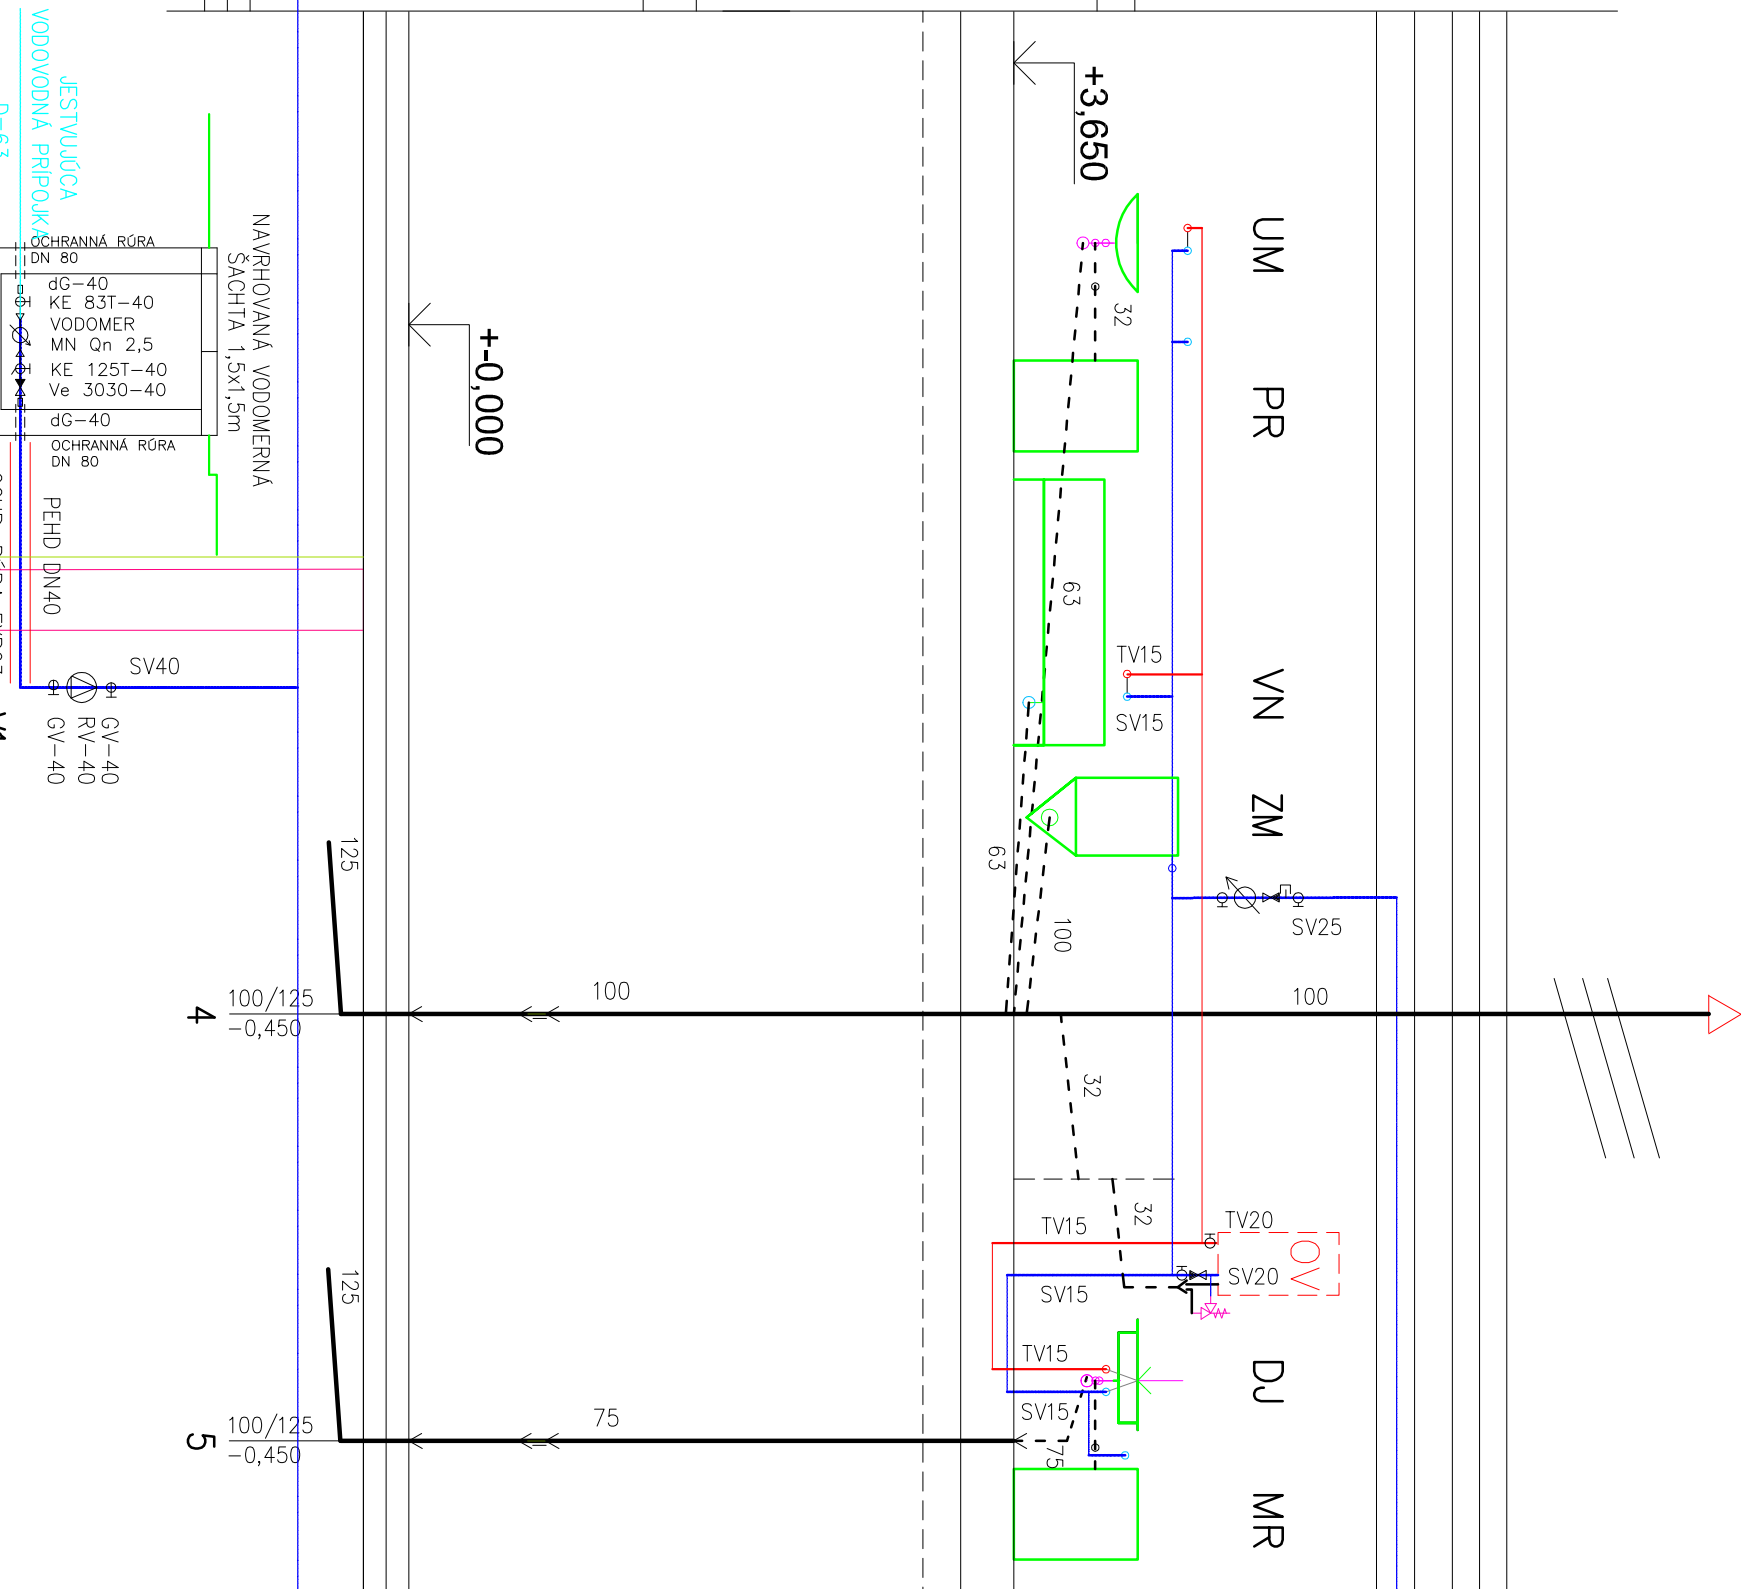 JESTVUJÚCA
VODOVODNÁ PRÍPOJKA
D=63
NAVRHOVANÁ VODOMERNÁ
ŠACHTA 1,5x1,5m
OCHRANNÁ RÚRA
DN 80
dG-40
KE 83T-40
VODOMER
MN Qn 2,5
KE 125T-40
Ve 3030-40
dG-40
OCHRANNÁ RÚRA
DN 80
PEHD DN40
SV40
GV-40
RV-40
GV-40
+3,650
+-0,000
UM
PR
VN
ZM
DJ
MR
32
63
TV15
SV15
63
100
SV25
125
100/125
-0,450
4
100
100
32
32
TV15
TV20
OV
SV20
SV15
TV15
SV15
75
125
100/125
-0,450
5
75